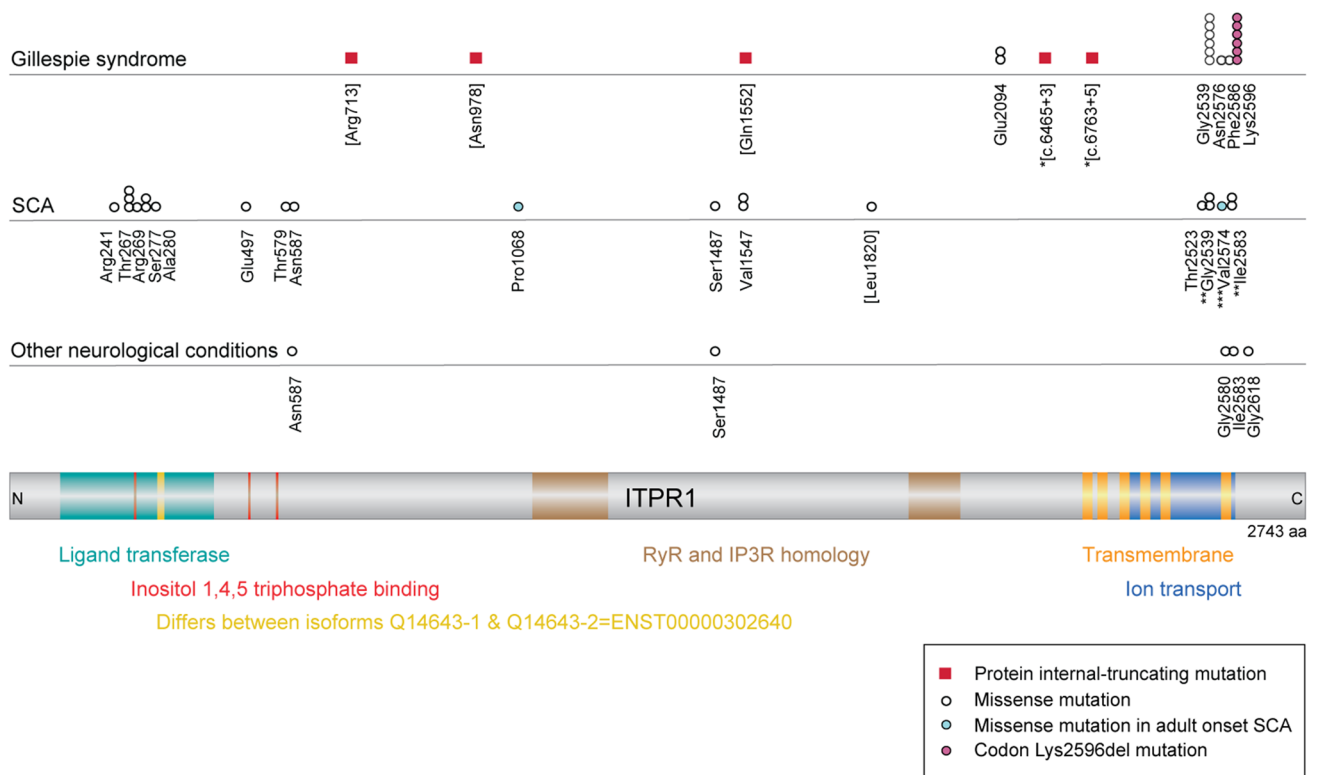 Gillespie syndrome
[Arg713]
[Asn978]
[Gln1552]
Glu2094
*[c.6465+3]
*[c.6763+5]
Gly2539
Asn2576
Phe2586
Lys2596
SCA
Arg241
Thr267
Arg269
Ser277
Ala280
Glu497
Thr579
Asn587
Pro1068
Ser1487
Val1547
[Leu1820]
Thr2523
**Gly2539
***Val2574
**Ile2583
Other neurological conditions
Asn587
Ser1487
Gly2580
Ile2583
Gly2618
N
ITPR1
C
2743 aa
Ligand transferase
RyR and IP3R homology
Transmembrane
Inositol 1,4,5 triphosphate binding
Ion transport
Differs between isoforms Q14643-1 & Q14643-2=ENST00000302640
Protein internal-truncating mutation
Missense mutation
Missense mutation in adult onset SCA
Codon Lys2596del mutation